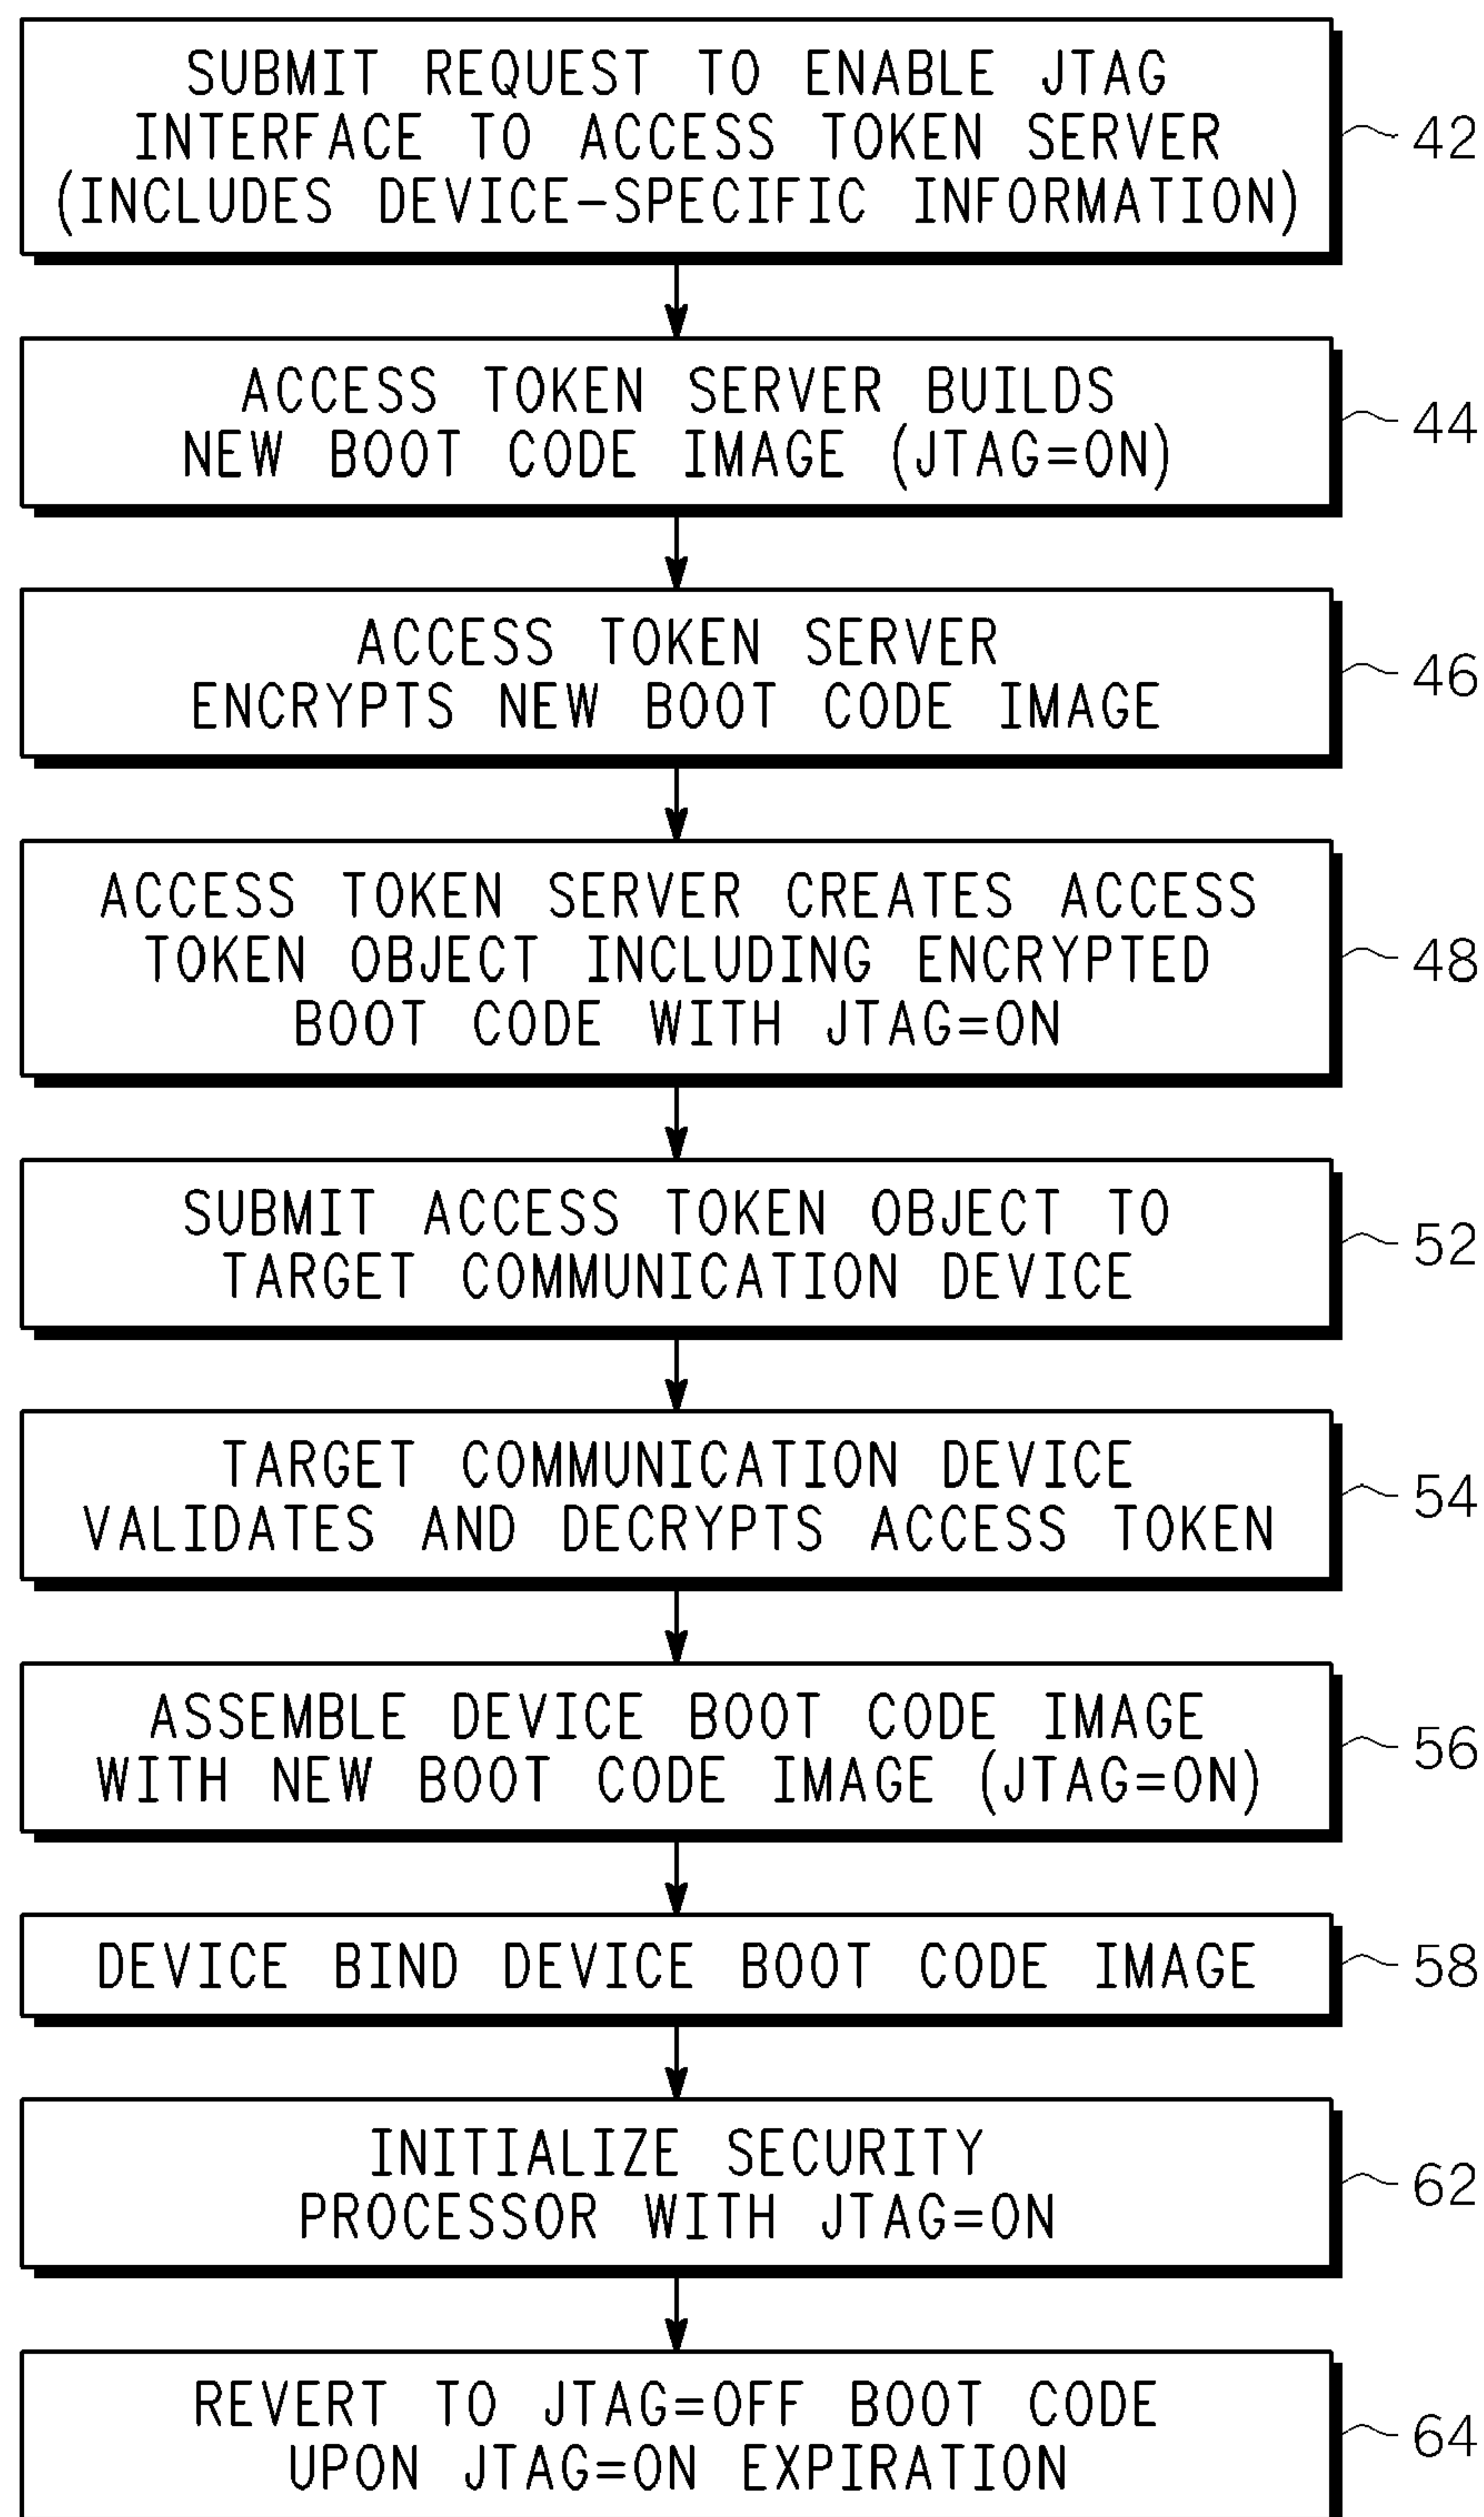 SUBMIT REQUEST TO ENABLE JTAG
INTERFACE TO ACCESS TOKEN SERVER
(INCLUDES DEVICE-SPECIFIC INFORMATION)
42
ACCESS TOKEN SERVER BUILDS
NEW BOOT CODE IMAGE (JTAG=ON)
44
ACCESS TOKEN SERVER
ENCRYPTS NEW BOOT CODE IMAGE
46
ACCESS TOKEN SERVER CREATES ACCESS
TOKEN OBJECT INCLUDING ENCRYPTED
BOOT CODE WITH JTAG=ON
48
SUBMIT ACCESS TOKEN OBJECT TO
TARGET COMMUNICATION DEVICE
52
TARGET COMMUNICATION DEVICE
VALIDATES AND DECRYPTS ACCESS TOKEN
54
ASSEMBLE DEVICE BOOT CODE IMAGE
WITH NEW BOOT CODE IMAGE (JTAG=ON)
56
DEVICE BIND DEVICE BOOT CODE IMAGE
58
INITIALIZE SECURITY
PROCESSOR WITH JTAG=ON
62
REVERT TO JTAG=OFF BOOT CODE
UPON JTAG=ON EXPIRATION
64